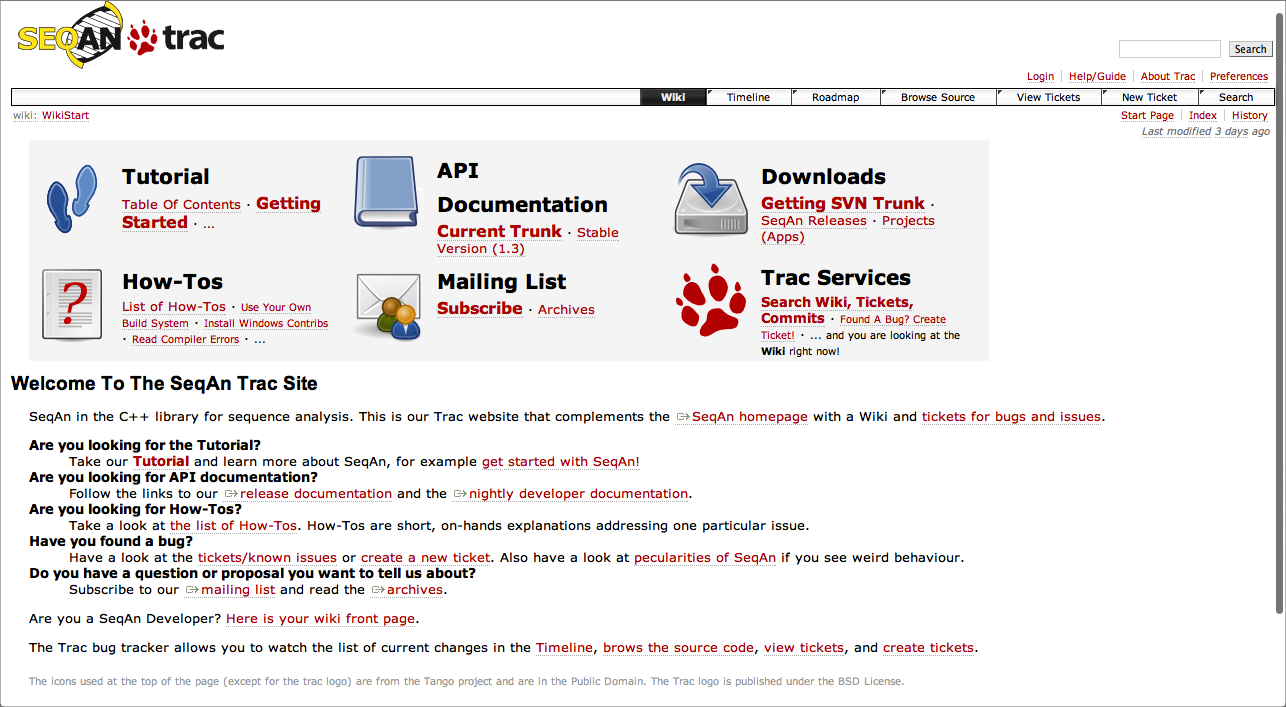 SEQAN trac
Search
Login Help/Guide About Trac Preferences
Wiki Timeline Roadmap Browse Source View Tickets New Ticket Search
wiki: WikiStart
Start Page Index History
Last modified 3 days ago
Tutorial
Table Of Contents · Getting
Started · ...
API
Documentation
Current Trunk · Stable
Version (1.3)
Downloads
Getting SVN Trunk ·
SeqAn Releases · Projects
(Apps)
How-Tos
List of How-Tos · Use Your Own
Build System · Install Windows Contribs
· Read Compiler Errors · ...
Mailing List
Subscribe · Archives
Trac Services
Search Wiki, Tickets,
Commits · Found A Bug? Create
Ticket! · ... and you are looking at the
Wiki right now!
Welcome To The SeqAn Trac Site
SeqAn in the C++ library for sequence analysis. This is our Trac website that complements the SeqAn homepage with a Wiki and tickets for bugs and issues.
Are you looking for the Tutorial?
Take our Tutorial and learn more about SeqAn, for example get started with SeqAn!
Are you looking for API documentation?
Follow the links to our release documentation and the nightly developer documentation.
Are you looking for How-Tos?
Take a look at the list of How-Tos. How-Tos are short, on-hands explanations addressing one particular issue.
Have you found a bug?
Have a look at the tickets/known issues or create a new ticket. Also have a look at pecularities of SeqAn if you see weird behaviour.
Do you have a question or proposal you want to tell us about?
Subscribe to our mailing list and read the archives.
Are you a SeqAn Developer? Here is your wiki front page.
The Trac bug tracker allows you to watch the list of current changes in the Timeline, brows the source code, view tickets, and create tickets.
The icons used at the top of the page (except for the trac logo) are from the Tango project and are in the Public Domain. The Trac logo is published under the BSD License.